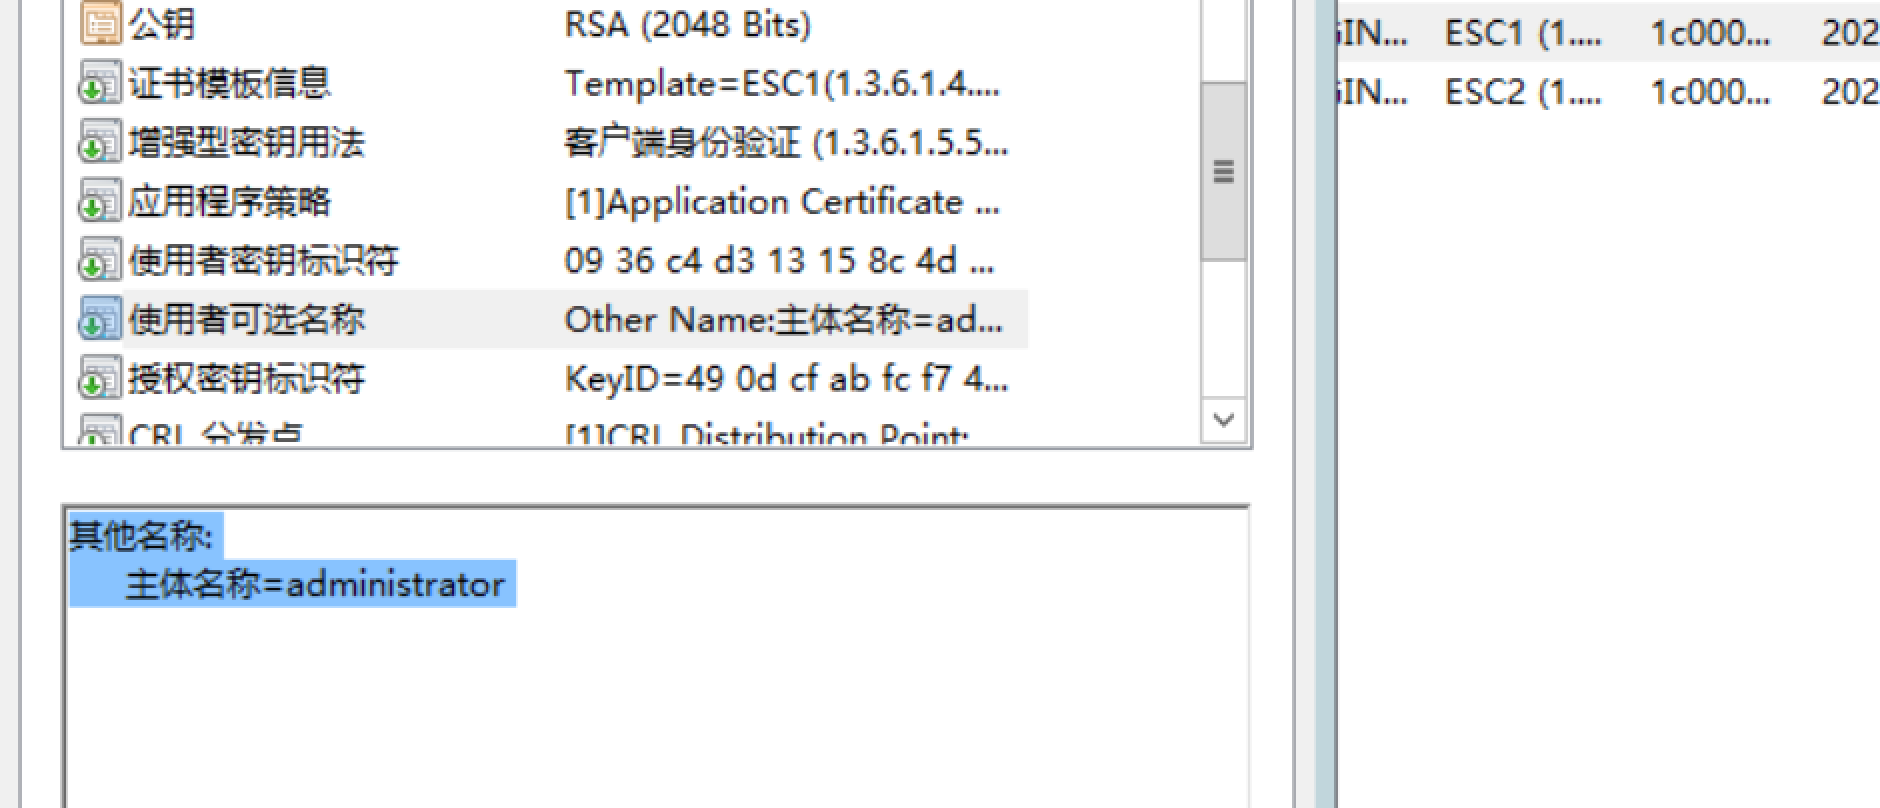 公钥 RSA (2048 Bits)
证书模板信息 Template=ESC1(1.3.6.1.4....
增强型密钥用法 客户端身份验证 (1.3.6.1.5.5...
应用程序策略 [1]Application Certificate ...
使用者密钥标识符 09 36 c4 d3 13 15 8c 4d ...
使用者可选名称 Other Name:主体名称=ad...
授权密钥标识符 KeyID=49 0d cf ab fc f7 4...
CRL 分发点 [1]CRL Distribution Point:
其他名称:
主体名称=administrator
GIN... ESC1 (1.... 1c000... 202
GIN... ESC2 (1.... 1c000... 202